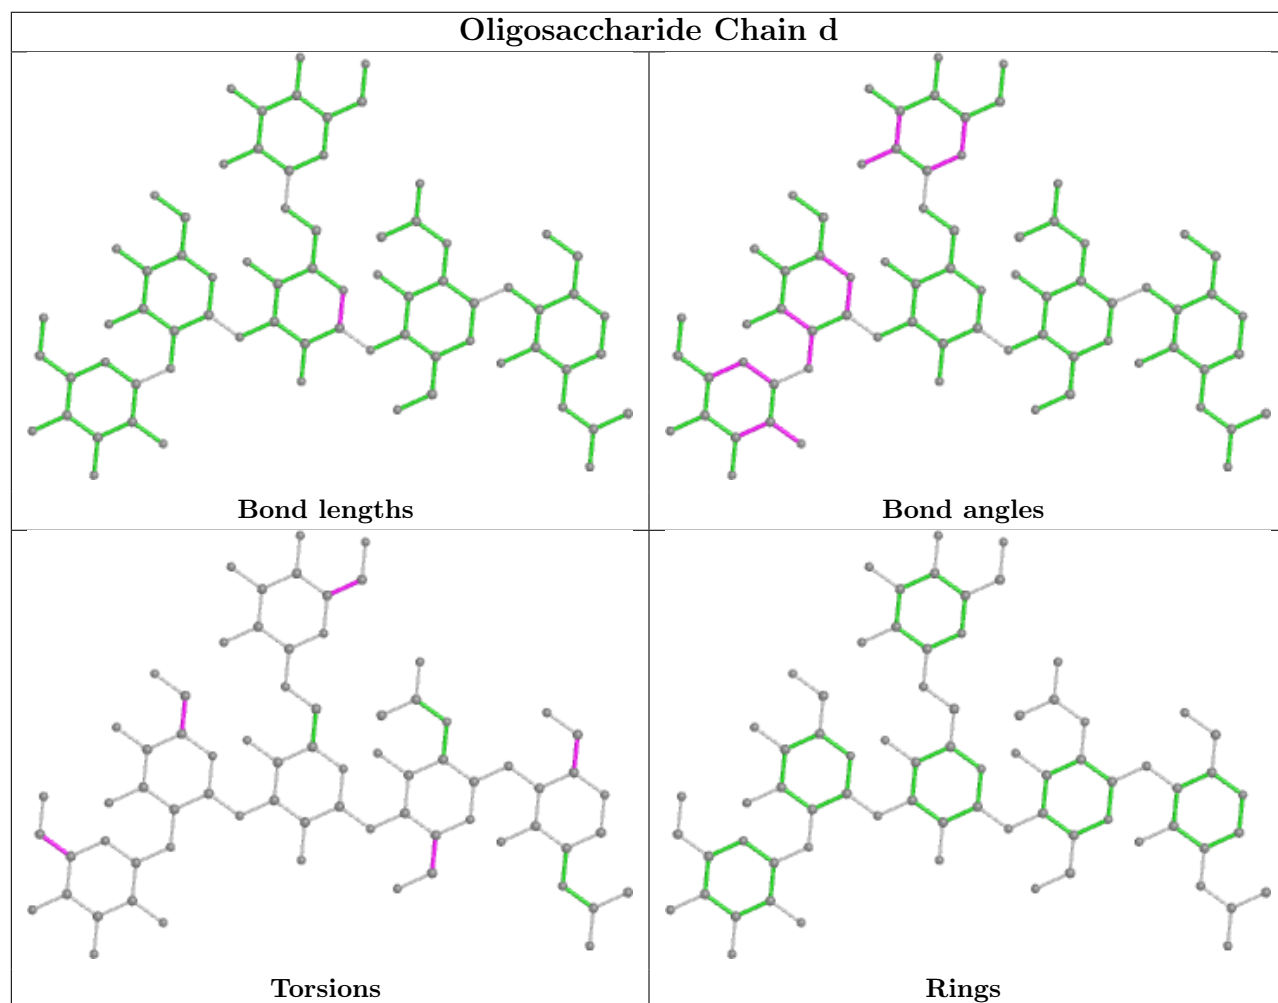 Oligosaccharide Chain d
Bond lengths
Bond angles
Torsions
Rings